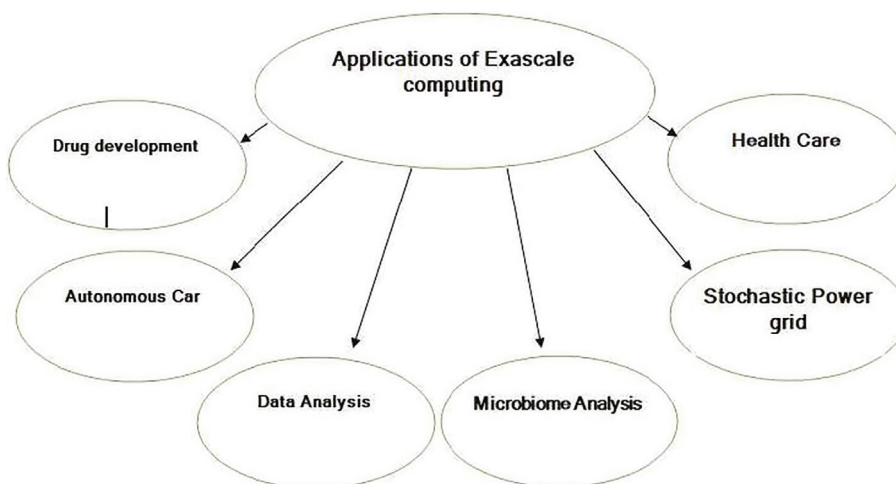 Applications of Exascale
computing
Drug development
Health Care
Autonomous Car
Stochastic Power
grid
Data Analysis
Microbiome Analysis